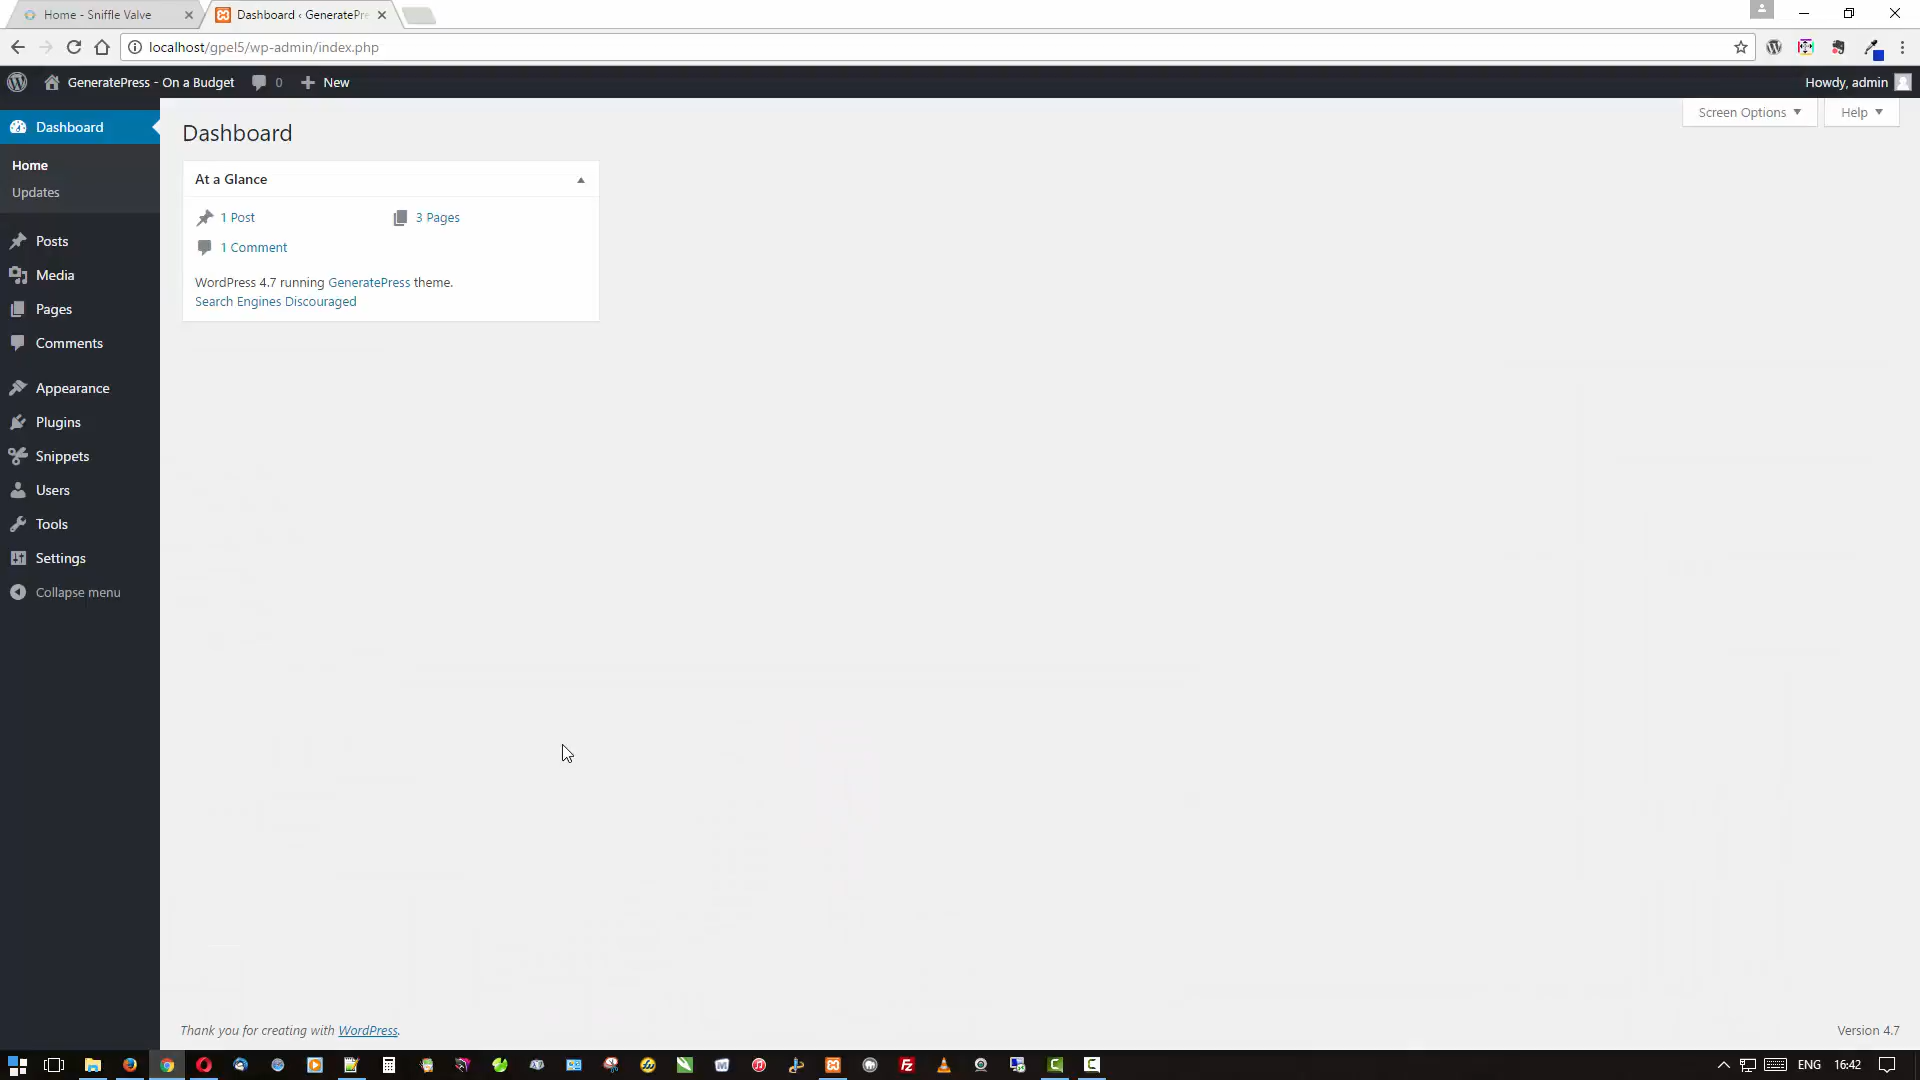 Home - Sniffle Valve
Dashboard ‹ GeneratePre
localhost/gpel5/wp-admin/index.php
GeneratePress - On a Budget
0
New
Howdy, admin
Dashboard
Home
Updates
Posts
Media
Pages
Comments
Appearance
Plugins
Snippets
Users
Tools
Settings
Collapse menu
Dashboard
Screen Options
Help
At a Glance
1 Post
3 Pages
1 Comment
WordPress 4.7 running GeneratePress theme.
Search Engines Discouraged
Thank you for creating with WordPress.
Version 4.7
ENG
16:42